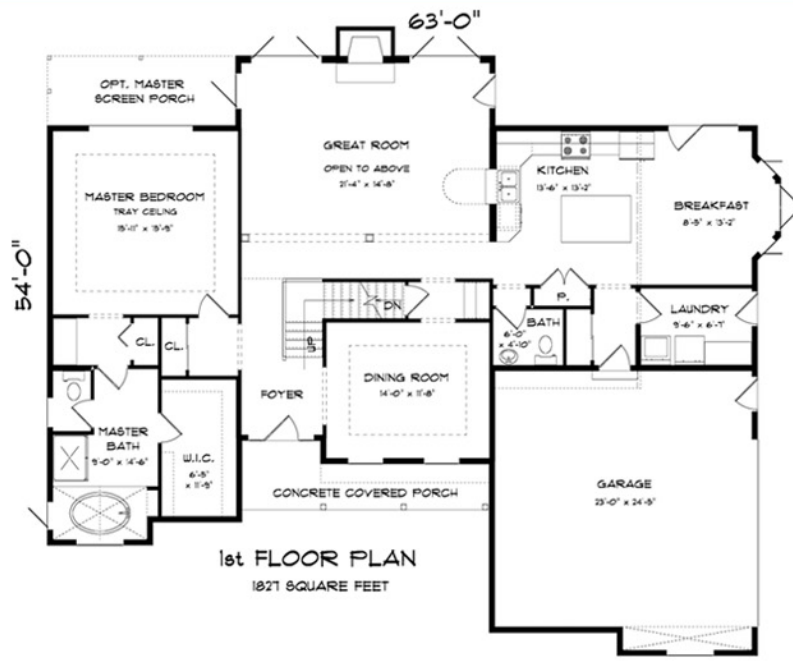 63'-0"
OPT. MASTER
SCREEN PORCH
GREAT ROOM
OPEN TO ABOVE
21'-4" x 14'-8"
KITCHEN
13'-6" x 13'-2"
MASTER BEDROOM
TRAY CEILING
15'-11" x 15'-5"
BREAKFAST
8'-5" x 13'-2"
54'-0"
DN
P.
LAUNDRY
9'-6" x 6'-7"
BATH
6'-0"
x 4'-10"
CL.
CL.
UP
DINING ROOM
14'-0" x 11'-8"
FOYER
MASTER
BATH
9'-0" x 14'-6"
W.I.C.
6'-5"
x 11'-5"
GARAGE
23'-0" x 24'-5"
CONCRETE COVERED PORCH
1st FLOOR PLAN
1827 SQUARE FEET